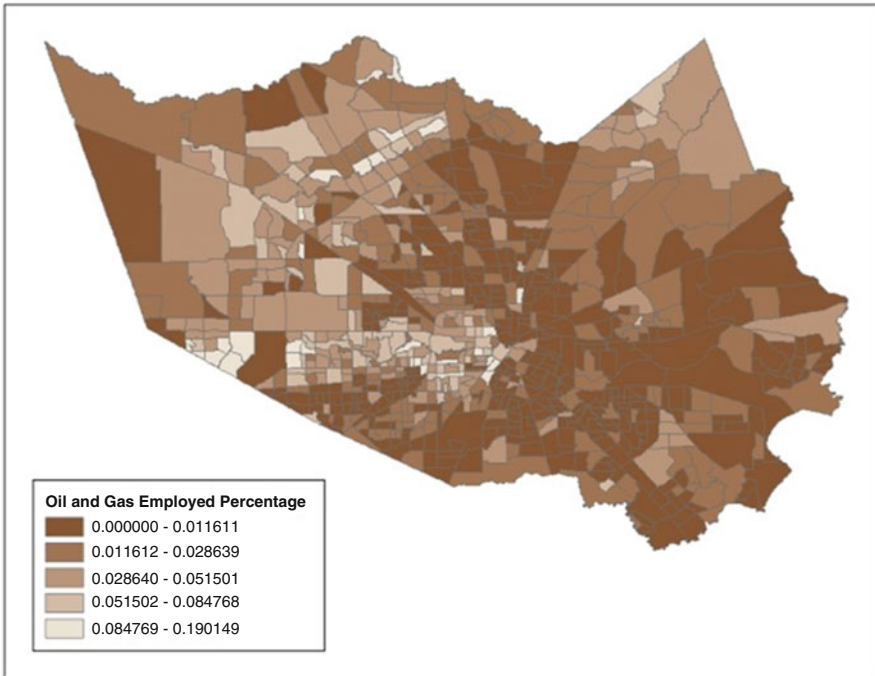 Oil and Gas Employed Percentage
0.000000 - 0.011611
0.011612 - 0.028639
0.028640 - 0.051501
0.051502 - 0.084768
0.084769 - 0.190149